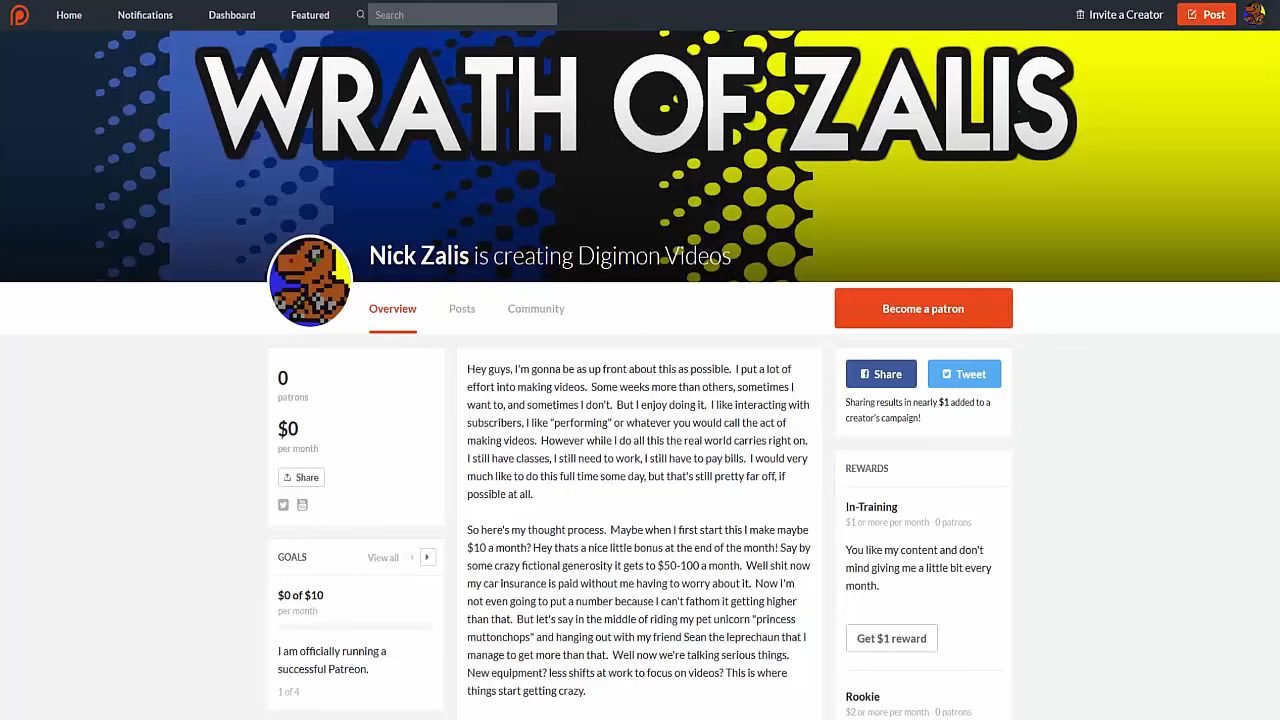 Home Notifications Dashboard Featured Search Invite a Creator Post
WRATH OF ZALIS
Nick Zalis is creating Digimon Videos
Overview Posts Community Become a patron
0
patrons
$0
per month
Share
GOALS View all
$0 of $10
per month
I am officially running a
successful Patreon.
1 of 4
Hey guys, I'm gonna be as up front about this as possible. I put a lot of
effort into making videos. Some weeks more than others, sometimes I
want to, and sometimes I don't. But I enjoy doing it. I like interacting with
subscribers, I like "performing" or whatever you would call the act of
making videos. However while I do all this the real world carries right on.
I still have classes, I still need to work, I still have to pay bills. I would very
much like to do this full time some day, but that's still pretty far off, if
possible at all.
So here's my thought process. Maybe when I first start this I make maybe
$10 a month? Hey thats a nice little bonus at the end of the month! Say by
some crazy fictional generosity it gets to $50-100 a month. Well shit now
my car insurance is paid without me having to worry about it. Now I'm
not even going to put a number because I can't fathom it getting higher
than that. But let's say in the middle of riding my pet unicorn "princess
muttonchops" and hanging out with my friend Sean the leprechaun that I
manage to get more than that. Well now we're talking serious things.
New equipment? less shifts at work to focus on videos? This is where
things start getting crazy.
Share Tweet
Sharing results in nearly $1 added to a
creator's campaign!
REWARDS
In-Training
$1 or more per month · 0 patrons
You like my content and don't
mind giving me a little bit every
month.
Get $1 reward
Rookie
$2 or more per month · 0 patrons